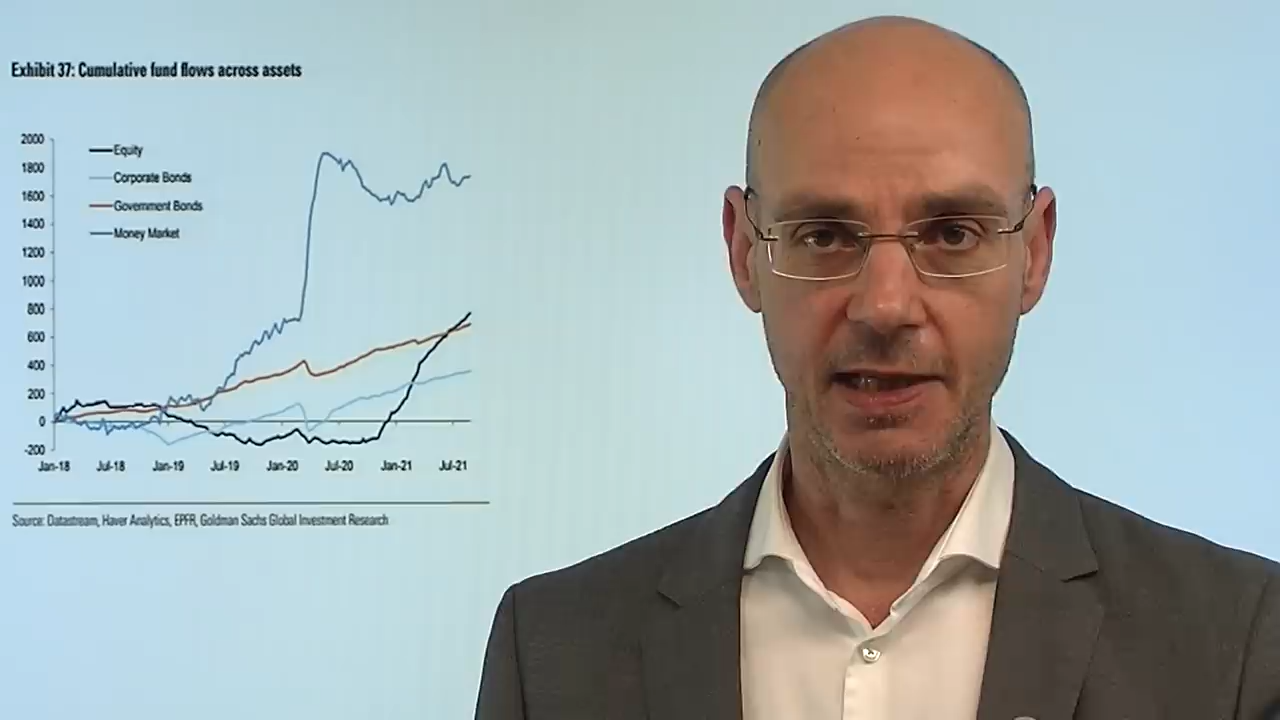 Exhibit 37: Cumulative fund flows across assets
2000
1800
1600
1400
1200
1000
800
600
400
200
0
-200
Equity
Corporate Bonds
Government Bonds
Money Market
Jan-18 Jul-18 Jan-19 Jul-19 Jan-20 Jul-20 Jan-21 Jul-21
Source: Datastream, Haver Analytics, EPFR, Goldman Sachs Global Investment Research